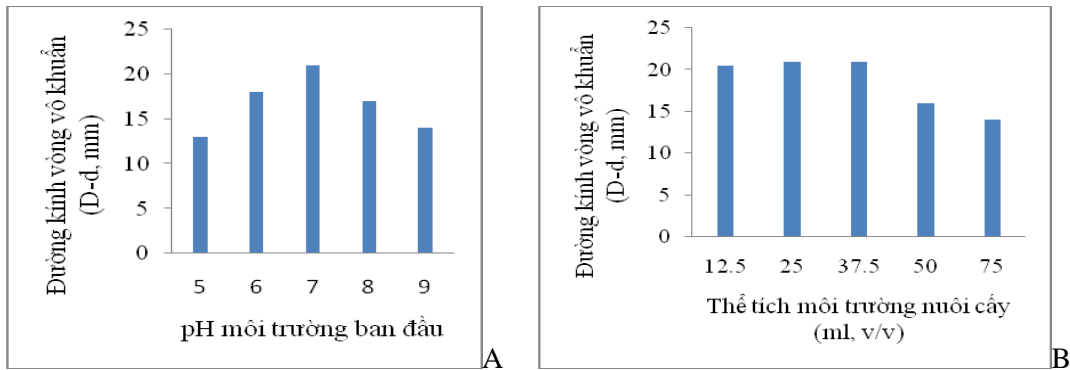 Đường kính vòng vô khuẩn
(D-d, mm)
25
20
15
10
5
0
5 6 7 8 9
pH môi trường ban đầu
A
Đường kính vòng vô khuẩn
(D-d, mm)
25
20
15
10
5
0
12.5 25 37.5 50 75
Thể tích môi trường nuôi cấy
(ml, v/v)
B